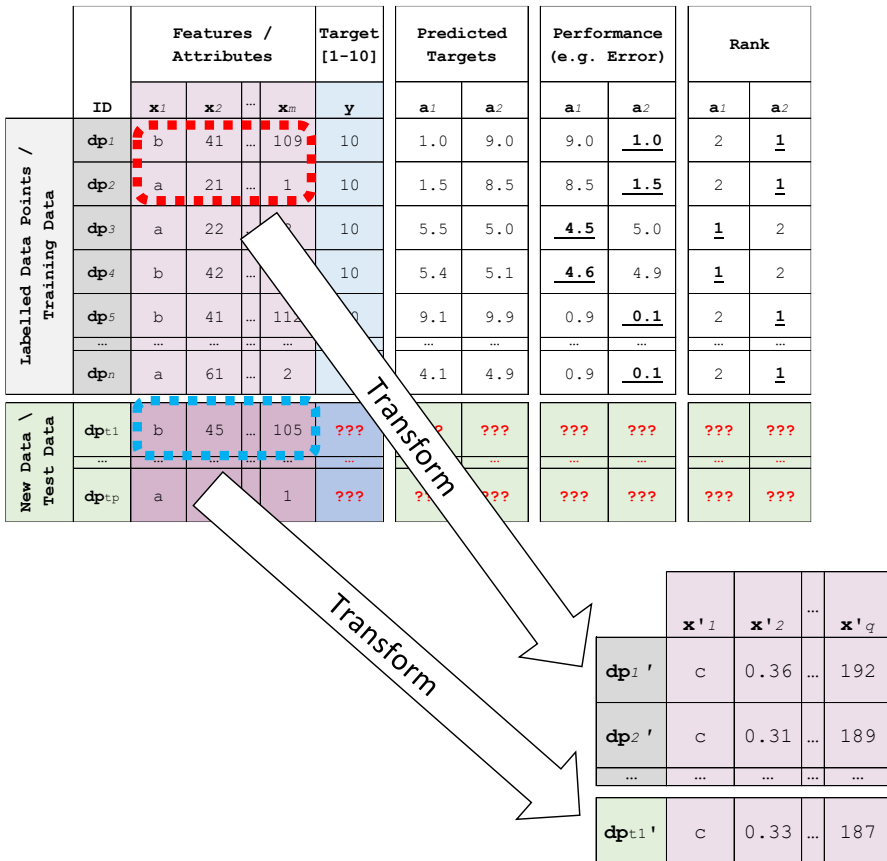 Features / Attributes Target [1-10] Predicted Targets Performance (e.g. Error) Rank
ID x1 x2 … xm y a1 a2 a1 a2 a1 a2
Labelled Data Points / Training Data
dp1 b 41 … 109 10 1.0 9.0 9.0 1.0 2 1
dp2 a 21 … 1 10 1.5 8.5 8.5 1.5 2 1
dp3 a 22 … 10 5.5 5.0 4.5 5.0 1 2
dp4 b 42 … 10 5.4 5.1 4.6 4.9 1 2
dp5 b 41 … 112 9.1 9.9 0.9 0.1 2 1
… … … … … … … … … … …
dpn a 61 … 2 4.1 4.9 0.9 0.1 2 1
New Data \ Test Data
dpt1 b 45 … 105 ??? ??? ??? ??? ??? ??? ???
… … … … … … … … … … …
dptp a 1 ??? ??? ??? ??? ??? ??? ???
Transform
Transform
x'1 x'2 … x'q
dp1' c 0.36 … 192
dp2' c 0.31 … 189
… … … … …
dpt1' c 0.33 … 187